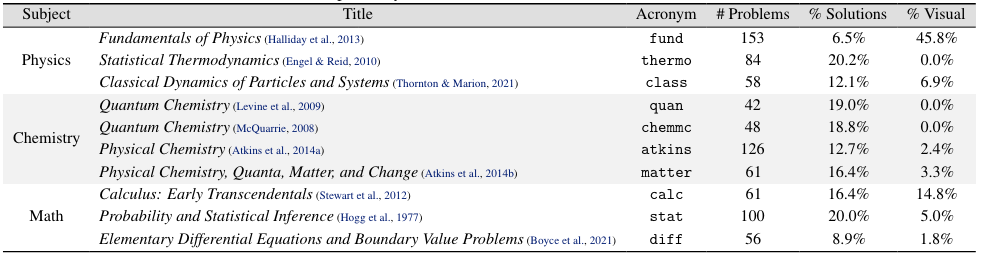 Subject Title Acronym # Problems % Solutions % Visual
Fundamentals of Physics (Halliday et al., 2013) fund 153 6.5% 45.8%
Physics Statistical Thermodynamics (Engel & Reid, 2010) thermo 84 20.2% 0.0%
Classical Dynamics of Particles and Systems (Thornton & Marion, 2021) class 58 12.1% 6.9%
Quantum Chemistry (Levine et al., 2009) quan 42 19.0% 0.0%
Quantum Chemistry (McQuarrie, 2008) chemmc 48 18.8% 0.0%
Chemistry
Physical Chemistry (Atkins et al., 2014a) atkins 126 12.7% 2.4%
Physical Chemistry, Quanta, Matter, and Change (Atkins et al., 2014b) matter 61 16.4% 3.3%
Calculus: Early Transcendentals (Stewart et al., 2012) calc 61 16.4% 14.8%
Math Probability and Statistical Inference (Hogg et al., 1977) stat 100 20.0% 5.0%
Elementary Differential Equations and Boundary Value Problems (Boyce et al., 2021) diff 56 8.9% 1.8%